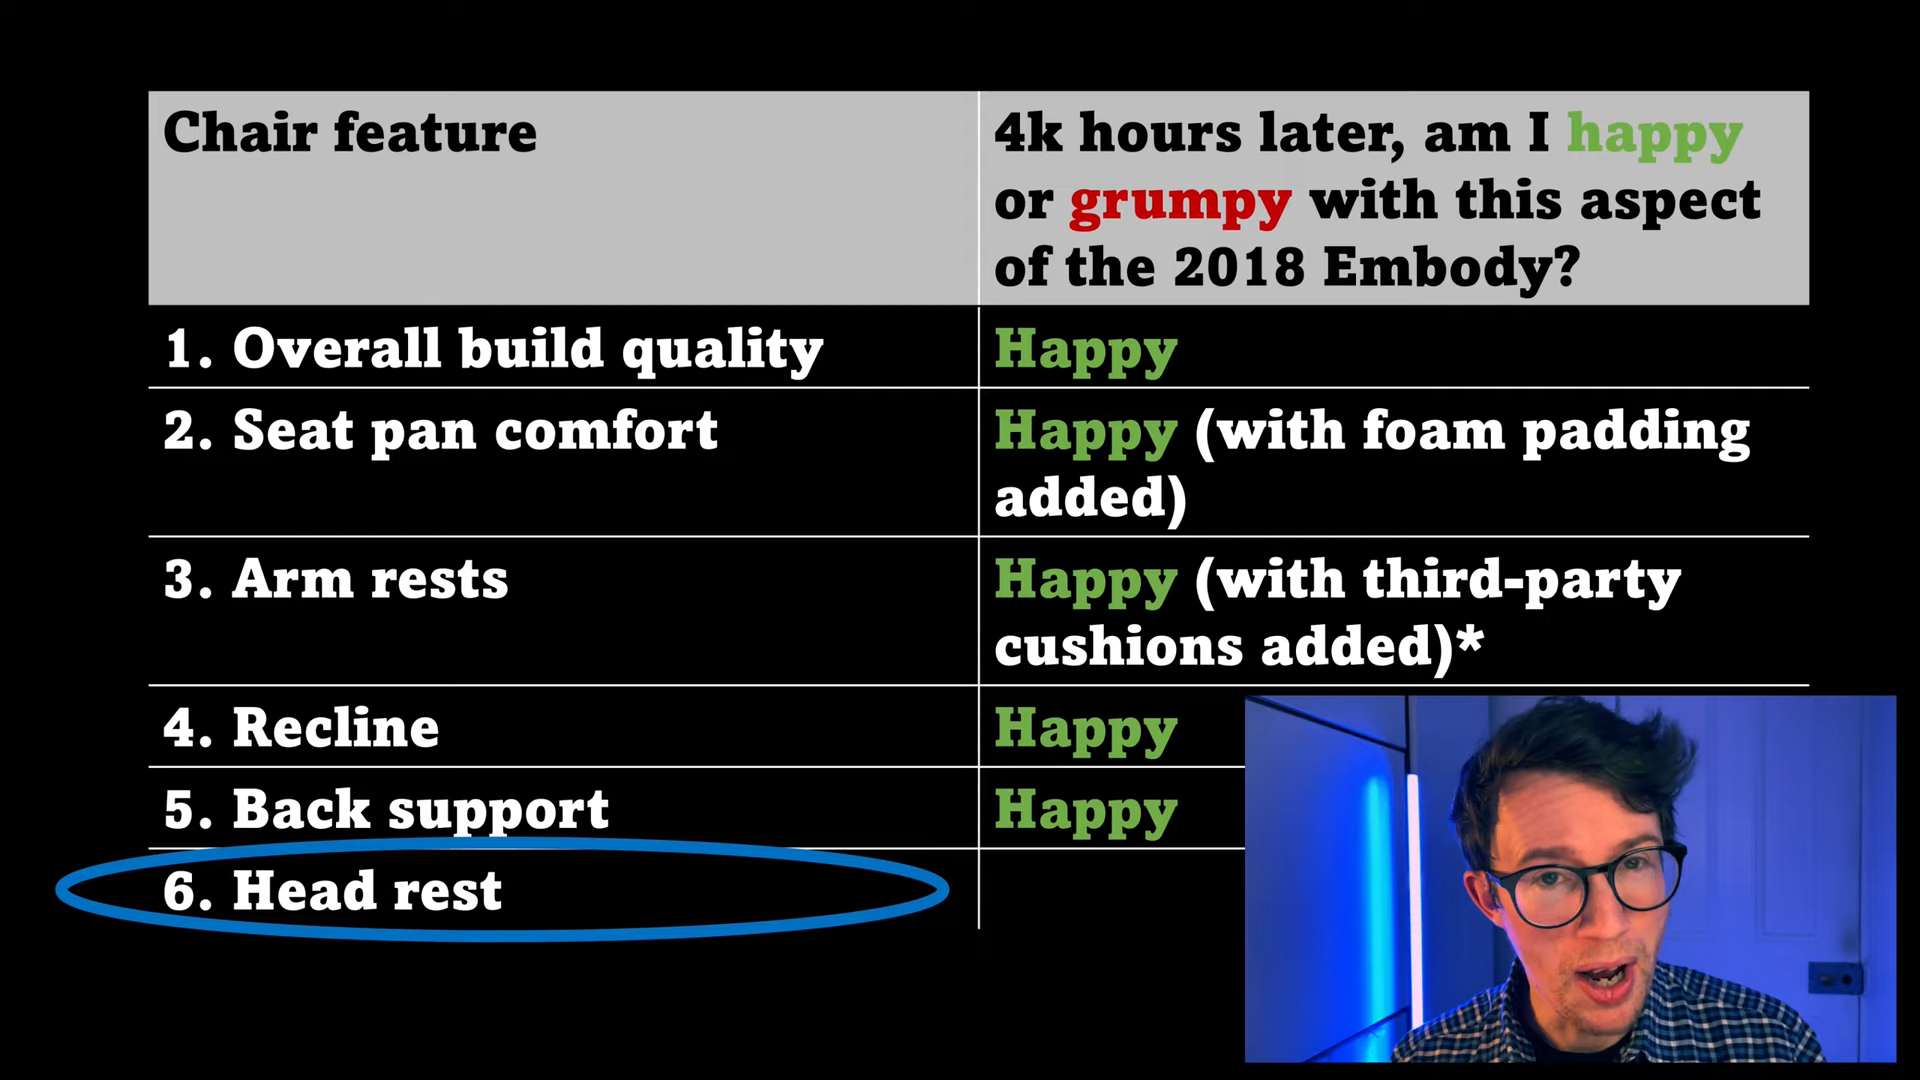 Chair feature
4k hours later, am I happy
or grumpy with this aspect
of the 2018 Embody?
1. Overall build quality
Happy
2. Seat pan comfort
Happy (with foam padding
added)
3. Arm rests
Happy (with third-party
cushions added)*
4. Recline
Happy
5. Back support
Happy
6. Head rest